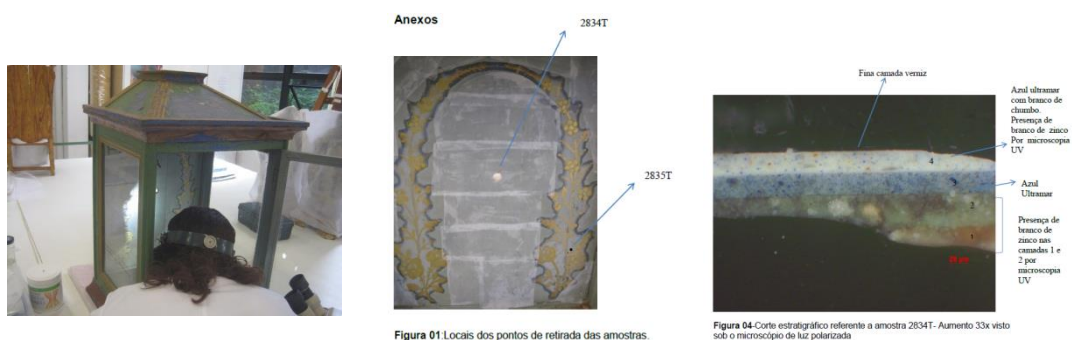 Anexos
2834T
2835T
Figura 01:Locais dos pontos de retirada das amostras.
Fina camada verniz
Azul ultramar
com branco de
chumbo.
Presença de
branco de zinco
Por microscopia
UV
4
3
Azul
Ultramar
2
1
Presença de
branco de
zinco nas
camadas 1 e
2 por
microscopia
UV
Figura 04-Corte estratigráfico referente a amostra 2834T- Aumento 33x visto
sob o microscópio de luz polarizada